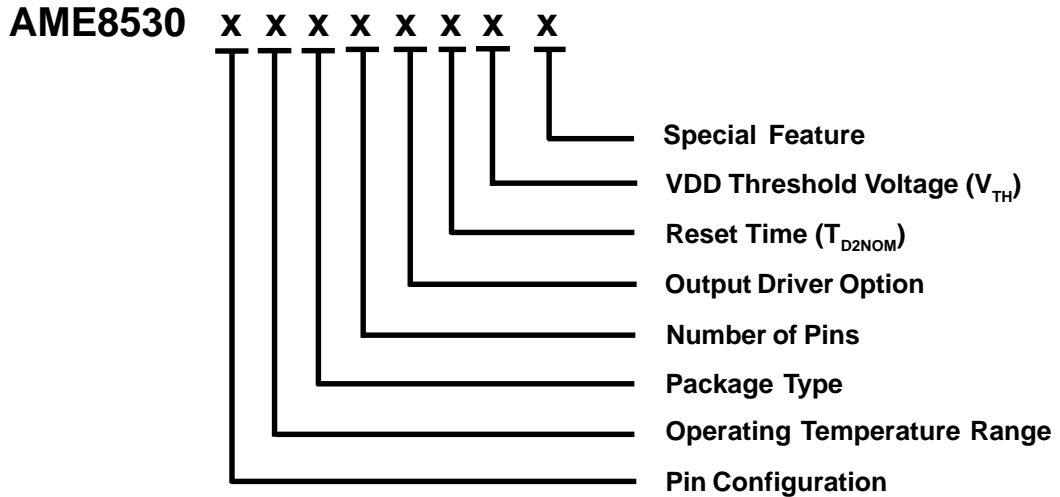 AME8530 x x x x x x x x
Special Feature
VDD Threshold Voltage (VTH)
Reset Time (TD2NOM)
Output Driver Option
Number of Pins
Package Type
Operating Temperature Range
Pin Configuration